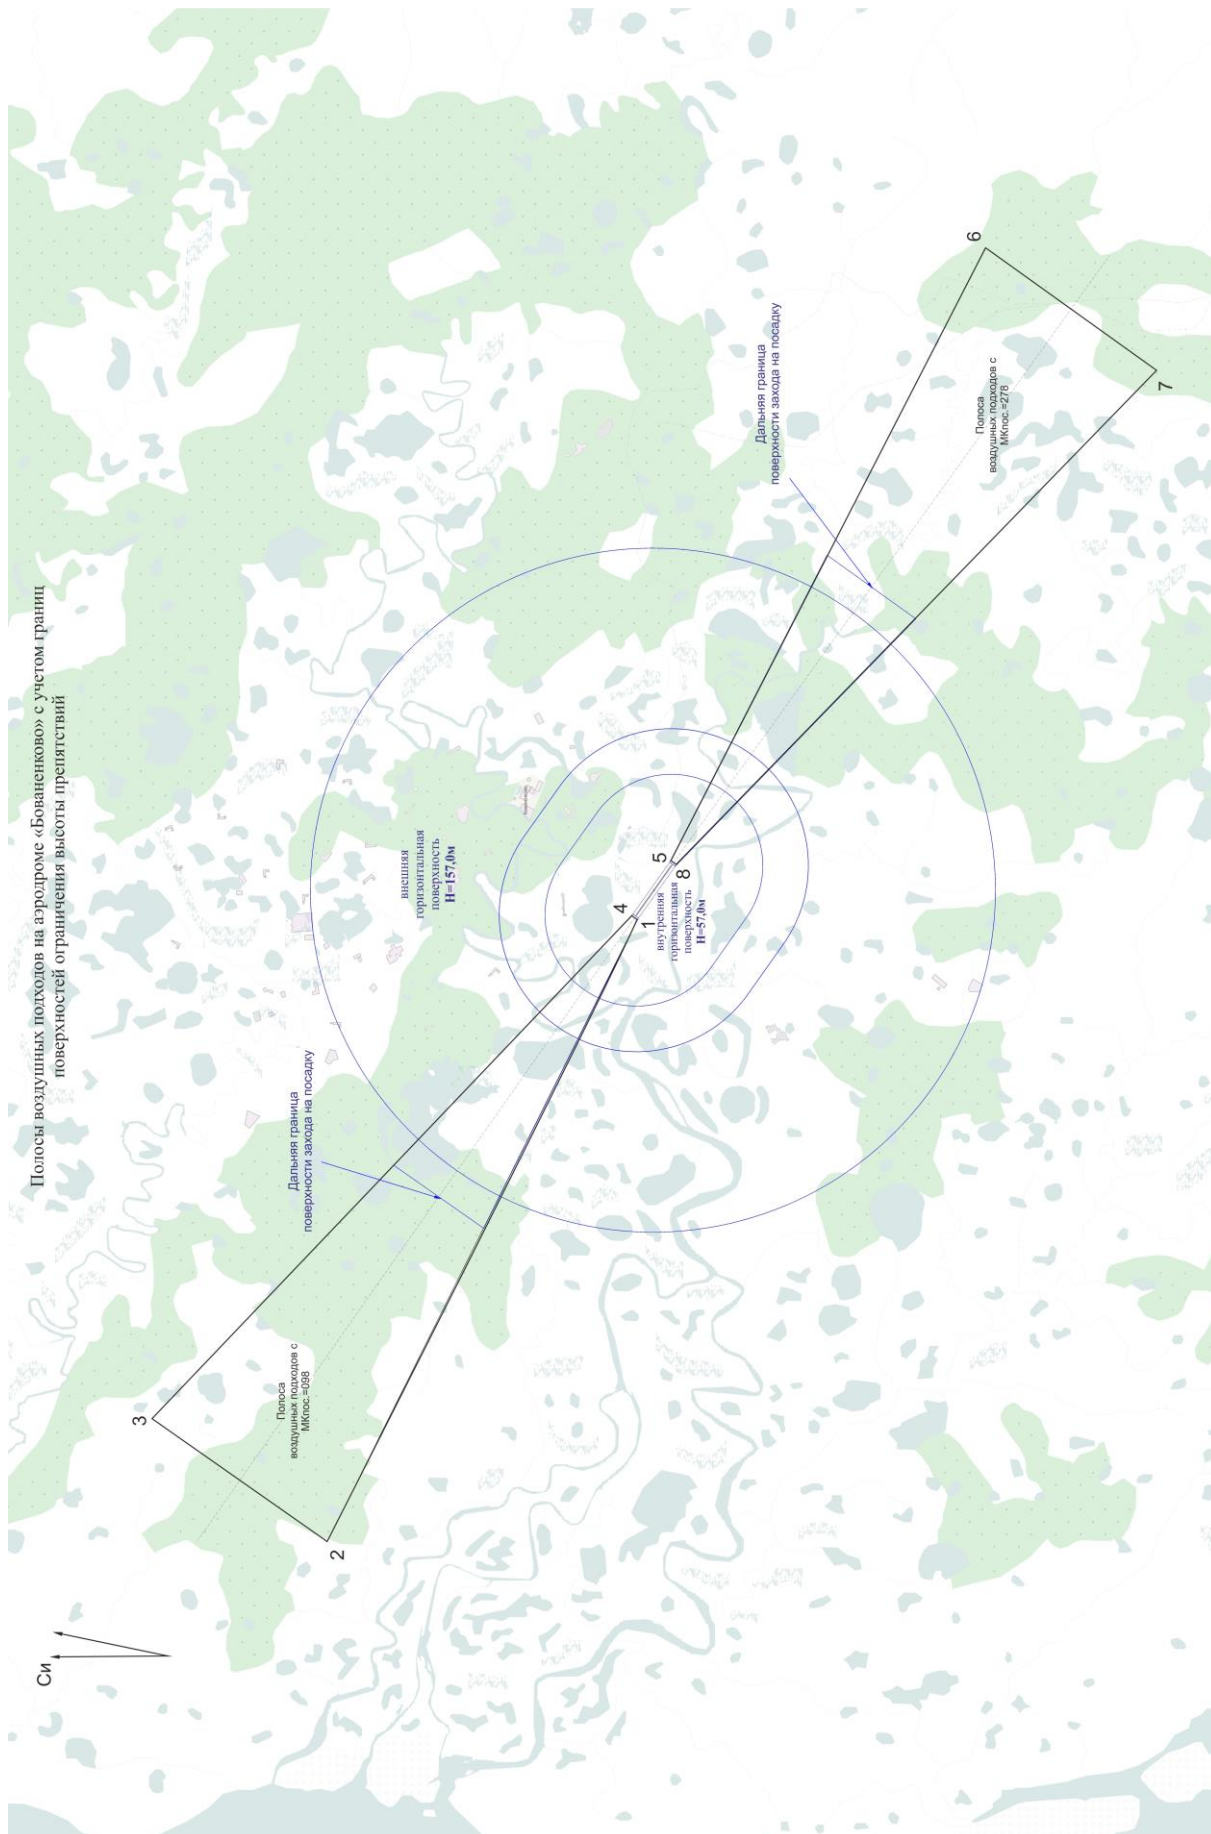 Полосы воздушных подходов на аэродроме «Бованенково» с учетом границ
поверхностей ограничения высоты препятствий
Си
3
2
Полоса
воздушных подходов с
МКпос.=098
Дальняя граница
поверхности захода на посадку
внешняя
горизонтальная
поверхность
Н=157,0м
4
1
5
8
внутренняя
горизонтальная
поверхность
Н=57,0м
Дальняя граница
поверхности захода на посадку
Полоса
воздушных подходов с
МКпос.=278
6
7